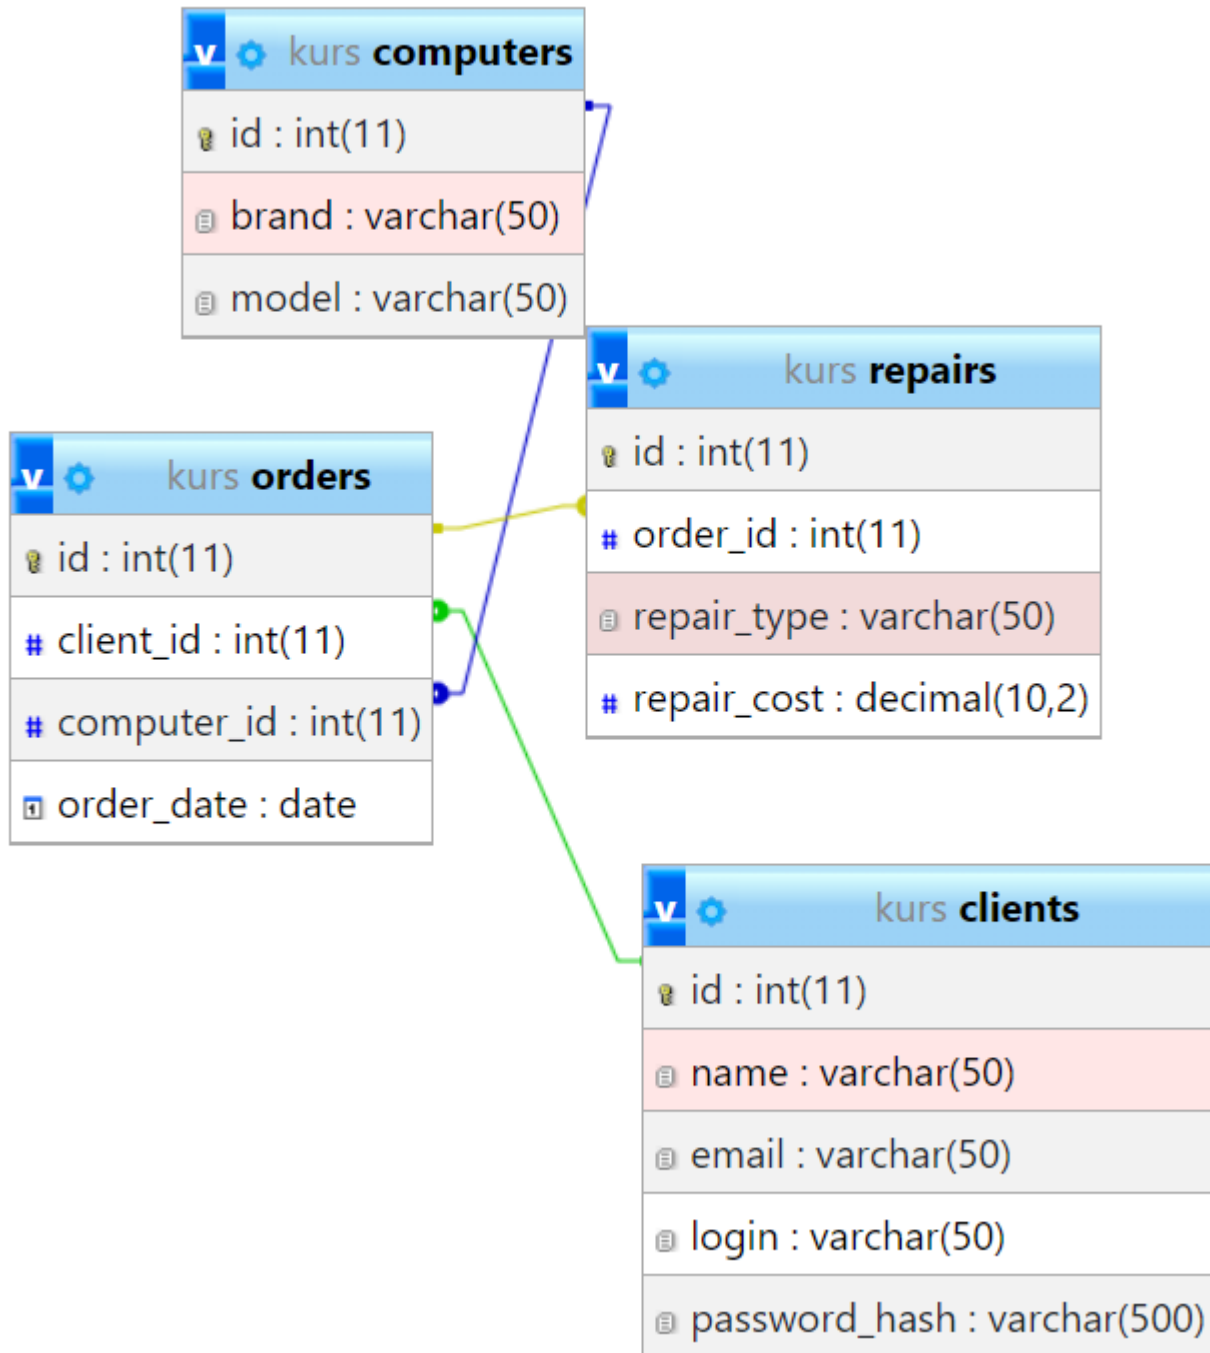 v kurs computers
id : int(11)
brand : varchar(50)
model : varchar(50)
v kurs repairs
id : int(11)
# order_id : int(11)
repair_type : varchar(50)
# repair_cost : decimal(10,2)
v kurs orders
id : int(11)
# client_id : int(11)
# computer_id : int(11)
order_date : date
v kurs clients
id : int(11)
name : varchar(50)
email : varchar(50)
login : varchar(50)
password_hash : varchar(500)